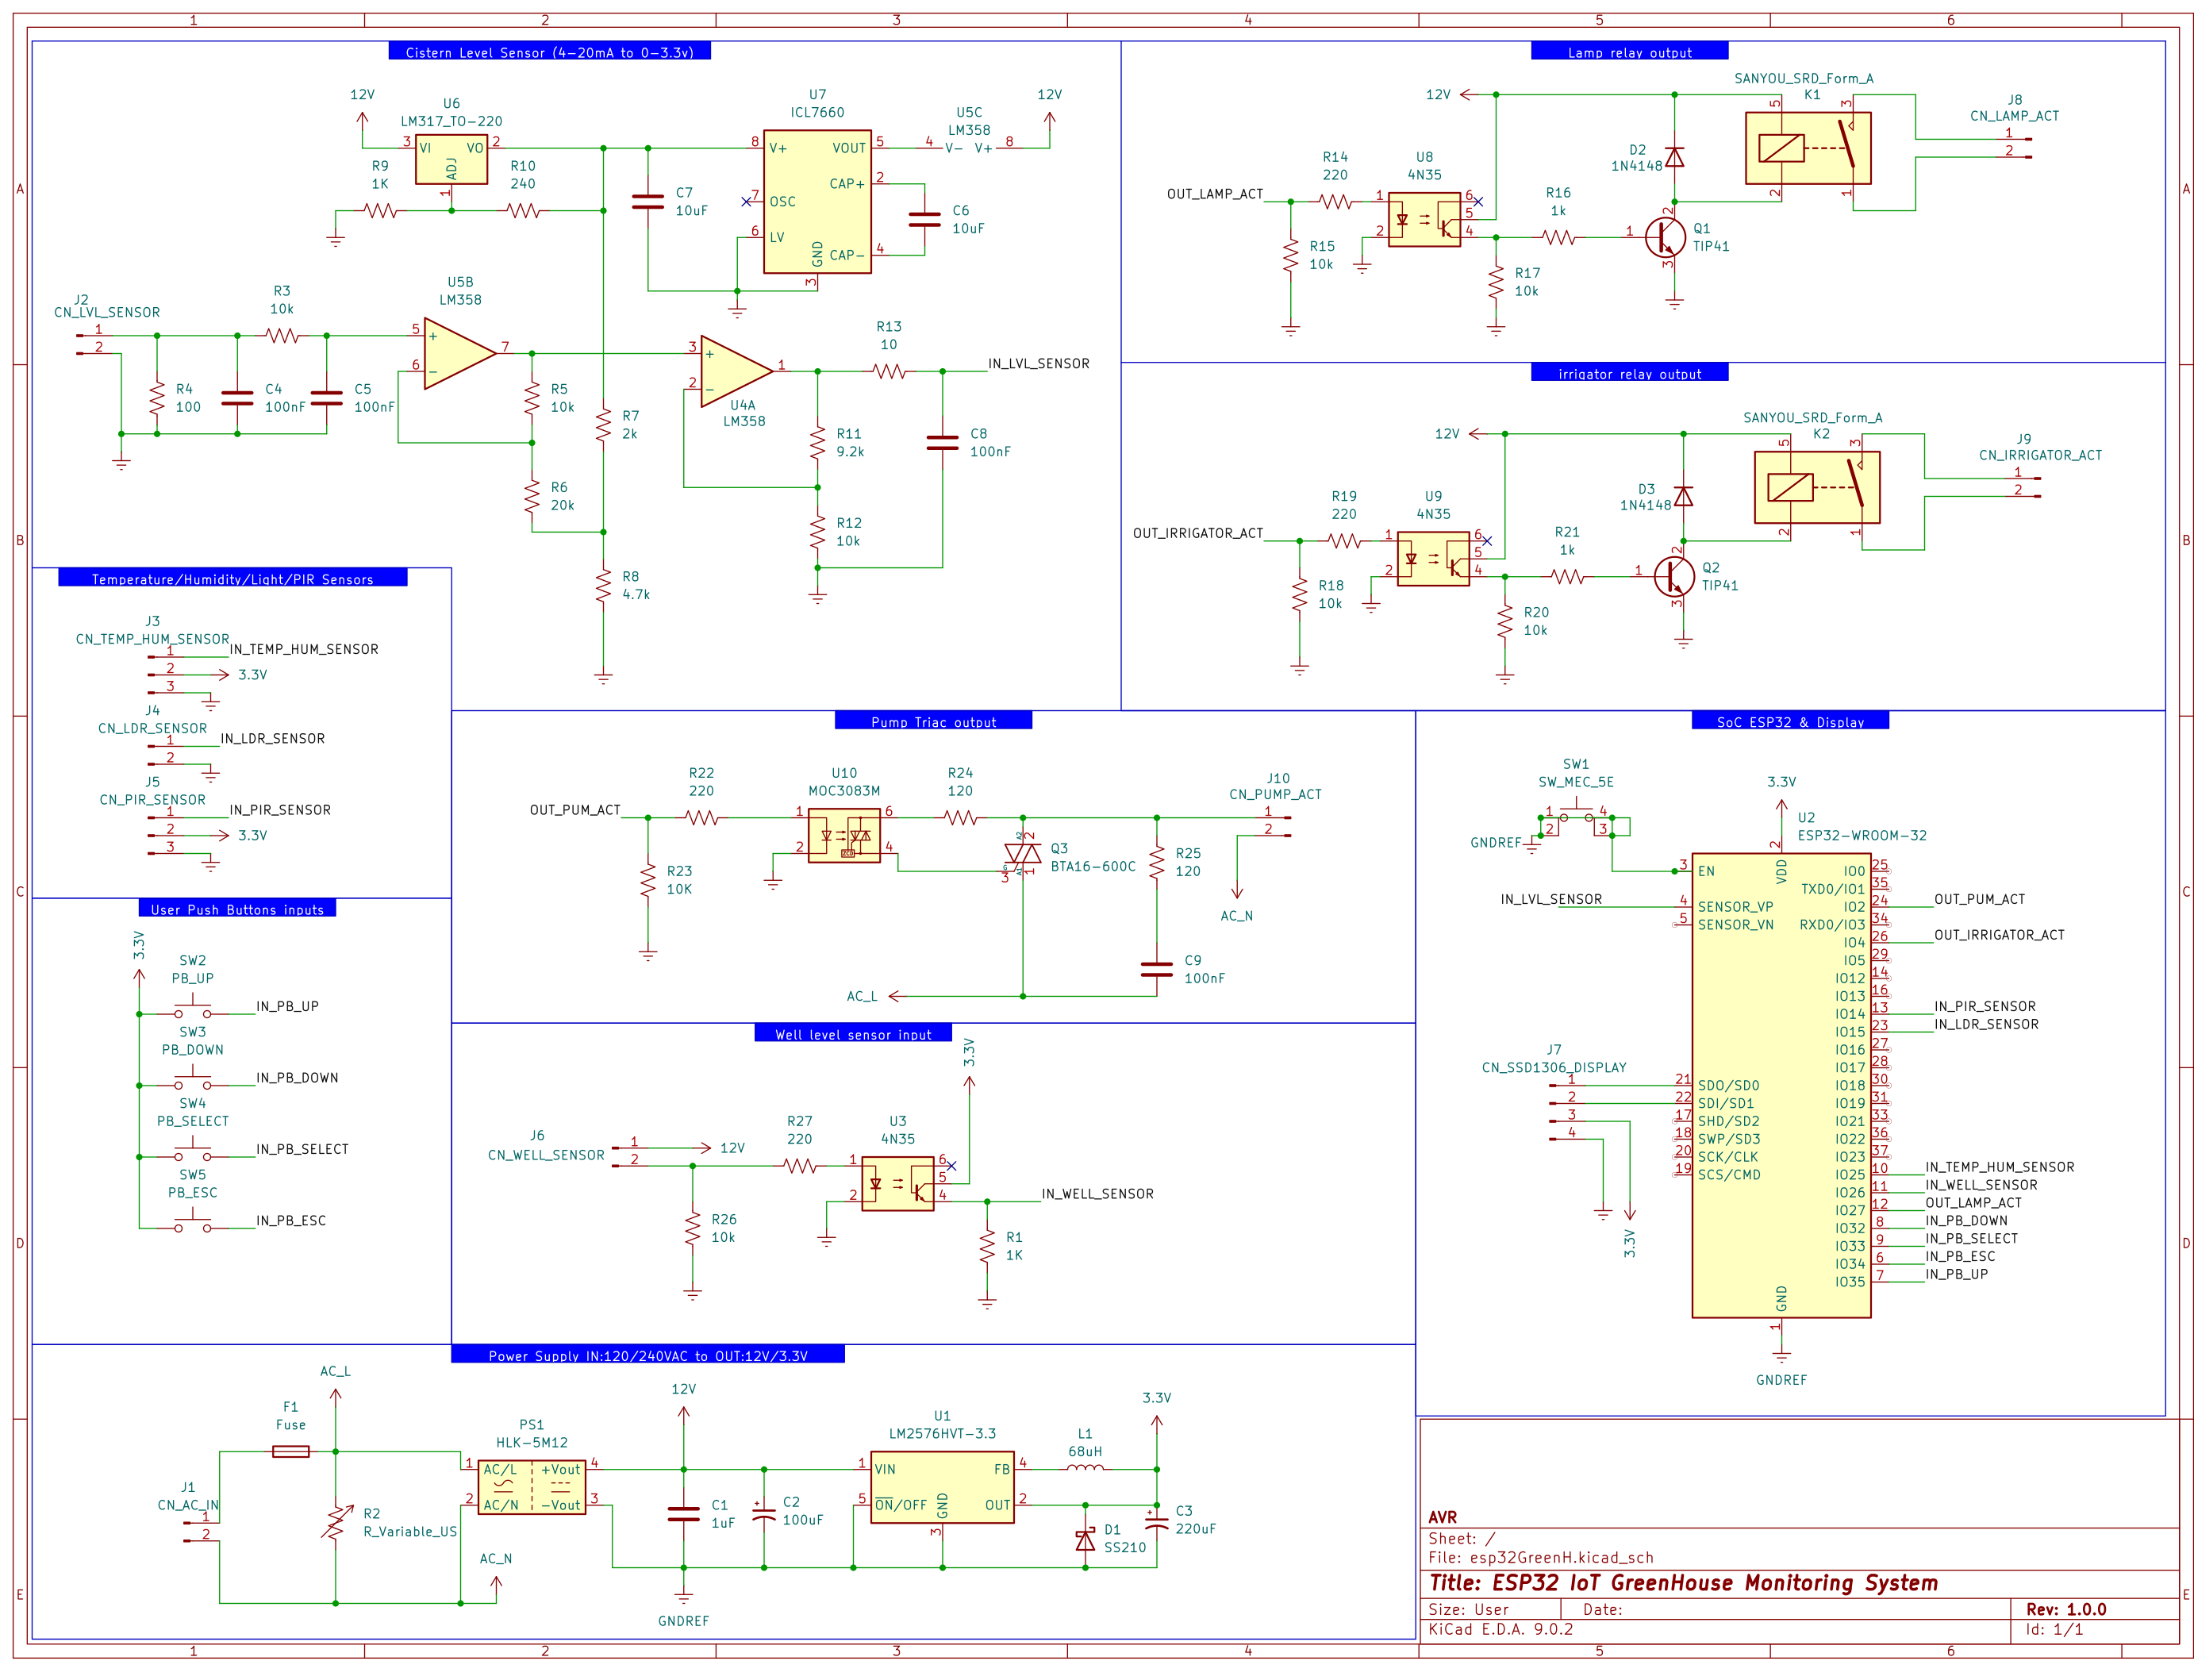 1 2 3 4 5 6
A
B
C
D
E
Cistern Level Sensor (4-20mA to 0-3.3v)
12V
U6
LM317_TO-220
3 VI VO 2
ADJ
1
R9
1K
R10
240
C7
10uF
U7
ICL7660
8 V+ VOUT 5
7 OSC CAP+ 2
6 LV CAP- 4
GND
3
C6
10uF
U5C
LM358
4 V- V+ 8
12V
J2
CN_LVL_SENSOR
1
2
R3
10k
R4
100
C4
100nF
C5
100nF
U5B
LM358
5 +
6 -
7
R5
10k
R6
20k
R7
2k
R8
4.7k
3 +
2 -
1
U4A
LM358
R13
10
IN_LVL_SENSOR
R11
9.2k
R12
10k
C8
100nF
Lamp relay output
12V
OUT_LAMP_ACT
R14
220
R15
10k
U8
4N35
1
2
6
5
4
R16
1k
R17
10k
D2
1N4148
1
2
3
Q1
TIP41
SANYOU_SRD_Form_A
K1
5
3
2
1
J8
CN_LAMP_ACT
1
2
irrigator relay output
12V
OUT_IRRIGATOR_ACT
R19
220
R18
10k
U9
4N35
1
2
6
5
4
R21
1k
R20
10k
D3
1N4148
1
2
3
Q2
TIP41
SANYOU_SRD_Form_A
K2
5
3
2
1
J9
CN_IRRIGATOR_ACT
1
2
Temperature/Humidity/Light/PIR Sensors
J3
CN_TEMP_HUM_SENSOR
1 IN_TEMP_HUM_SENSOR
2 3.3V
3
J4
CN_LDR_SENSOR
1 IN_LDR_SENSOR
2
J5
CN_PIR_SENSOR
1 IN_PIR_SENSOR
2 3.3V
3
User Push Buttons inputs
3.3V
SW2
PB_UP
IN_PB_UP
SW3
PB_DOWN
IN_PB_DOWN
SW4
PB_SELECT
IN_PB_SELECT
SW5
PB_ESC
IN_PB_ESC
Pump Triac output
OUT_PUM_ACT
R22
220
R23
10K
U10
MOC3083M
1
2
6
4
ZCD
R24
120
A2
2
G
3
A1
1
Q3
BTA16-600C
R25
120
C9
100nF
J10
CN_PUMP_ACT
1
2
AC_N
AC_L
Well level sensor input
J6
CN_WELL_SENSOR
1 12V
2
R27
220
R26
10k
U3
4N35
1
2
6
5
4
3.3V
IN_WELL_SENSOR
R1
1K
SoC ESP32 & Display
SW1
SW_MEC_5E
1 4
2 3
GNDREF
3.3V
2
U2
ESP32-WROOM-32
VDD
3 EN
IN_LVL_SENSOR 4 SENSOR_VP
5 SENSOR_VN
21 SDO/SD0
22 SDI/SD1
17 SHD/SD2
18 SWP/SD3
20 SCK/CLK
19 SCS/CMD
IO0 25
TXD0/IO1 35
IO2 24 OUT_PUM_ACT
RXD0/IO3 34
IO4 26 OUT_IRRIGATOR_ACT
IO5 29
IO12 14
IO13 16
IO14 13 IN_PIR_SENSOR
IO15 23 IN_LDR_SENSOR
IO16 27
IO17 28
IO18 30
IO19 31
IO21 33
IO22 36
IO23 37
IO25 10 IN_TEMP_HUM_SENSOR
IO26 11 IN_WELL_SENSOR
IO27 12 OUT_LAMP_ACT
IO32 8 IN_PB_DOWN
IO33 9 IN_PB_SELECT
IO34 6 IN_PB_ESC
IO35 7 IN_PB_UP
GND
1
GNDREF
J7
CN_SSD1306_DISPLAY
1
2
3
4
3.3V
Power Supply IN:120/240VAC to OUT:12V/3.3V
AC_L
F1
Fuse
J1
CN_AC_IN
1
2
R2
R_Variable_US
AC_N
PS1
HLK-5M12
1 AC/L +Vout 4
2 AC/N -Vout 3
12V
C1
1uF
C2
100uF
GNDREF
U1
LM2576HVT-3.3
1 VIN FB 4
5 ON/OFF OUT 2
GND
3
L1
68uH
3.3V
D1
SS210
C3
220uF
AVR
Sheet: /
File: esp32GreenH.kicad_sch
Title: ESP32 IoT GreenHouse Monitoring System
Size: User Date: Rev: 1.0.0
KiCad E.D.A. 9.0.2 Id: 1/1
A
B
C
D
E
1 2 3 4 5 6